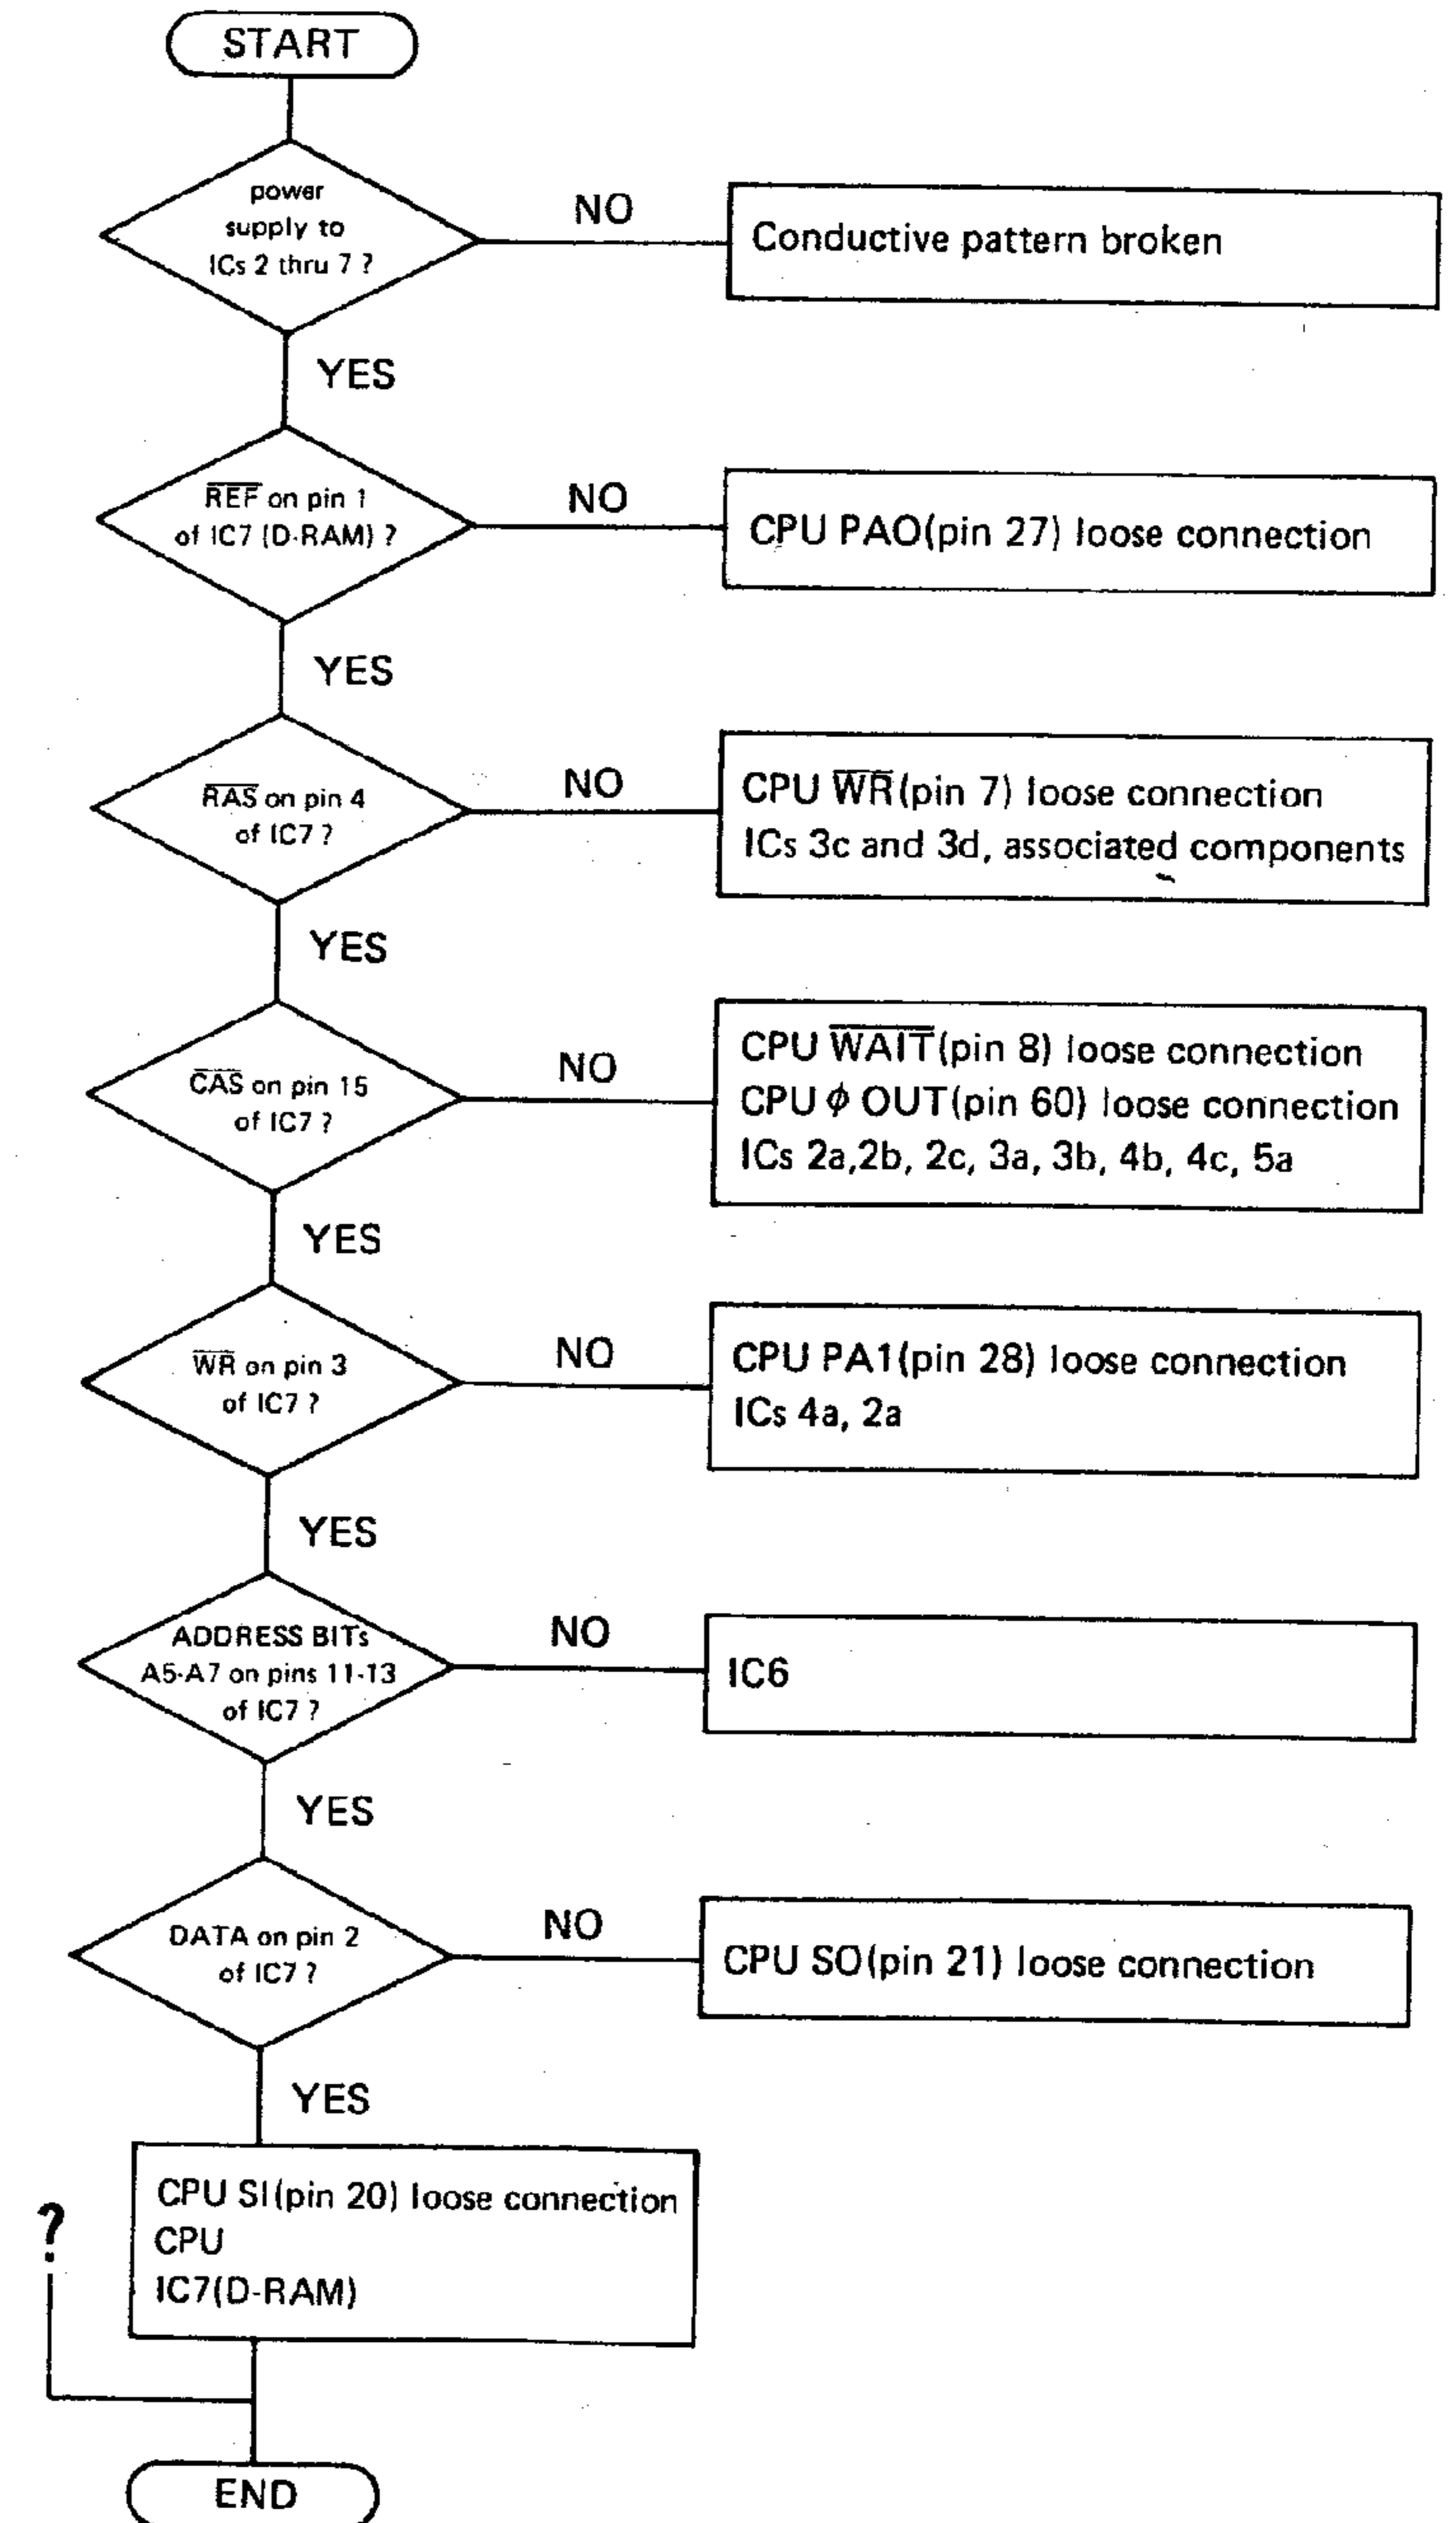 START
power
supply to
ICs 2 thru 7 ?
NO
Conductive pattern broken
YES
R̅E̅F̅ on pin 1
of IC7 (D-RAM) ?
NO
CPU PAO(pin 27) loose connection
YES
R̅A̅S̅ on pin 4
of IC7 ?
NO
CPU W̅R̅(pin 7) loose connection
ICs 3c and 3d, associated components
YES
C̅A̅S̅ on pin 15
of IC7 ?
NO
CPU W̅A̅I̅T̅(pin 8) loose connection
CPU ϕ OUT(pin 60) loose connection
ICs 2a,2b, 2c, 3a, 3b, 4b, 4c, 5a
YES
W̅R̅ on pin 3
of IC7 ?
NO
CPU PA1(pin 28) loose connection
ICs 4a, 2a
YES
ADDRESS BITs
A5-A7 on pins 11-13
of IC7 ?
NO
IC6
YES
DATA on pin 2
of IC7 ?
NO
CPU SO(pin 21) loose connection
YES
CPU SI(pin 20) loose connection
CPU
IC7(D-RAM)
?
END